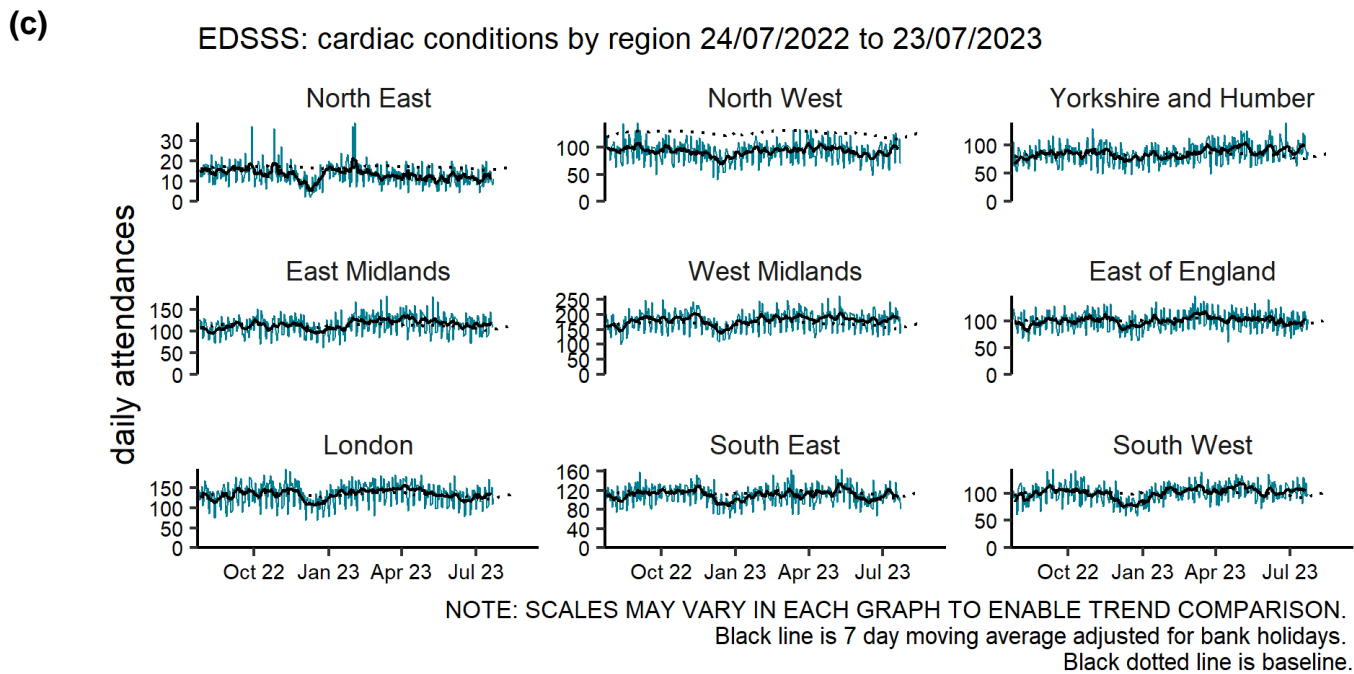 (c)
EDSSS: cardiac conditions by region 24/07/2022 to 23/07/2023
daily attendances
North East
30
20
10
0
North West
100
50
0
Yorkshire and Humber
100
50
0
East Midlands
150
100
50
0
West Midlands
250
200
150
100
50
0
East of England
100
50
0
London
150
100
50
0
Oct 22 Jan 23 Apr 23 Jul 23
South East
160
120
80
40
0
Oct 22 Jan 23 Apr 23 Jul 23
South West
100
50
0
Oct 22 Jan 23 Apr 23 Jul 23
NOTE: SCALES MAY VARY IN EACH GRAPH TO ENABLE TREND COMPARISON.
Black line is 7 day moving average adjusted for bank holidays.
Black dotted line is baseline.